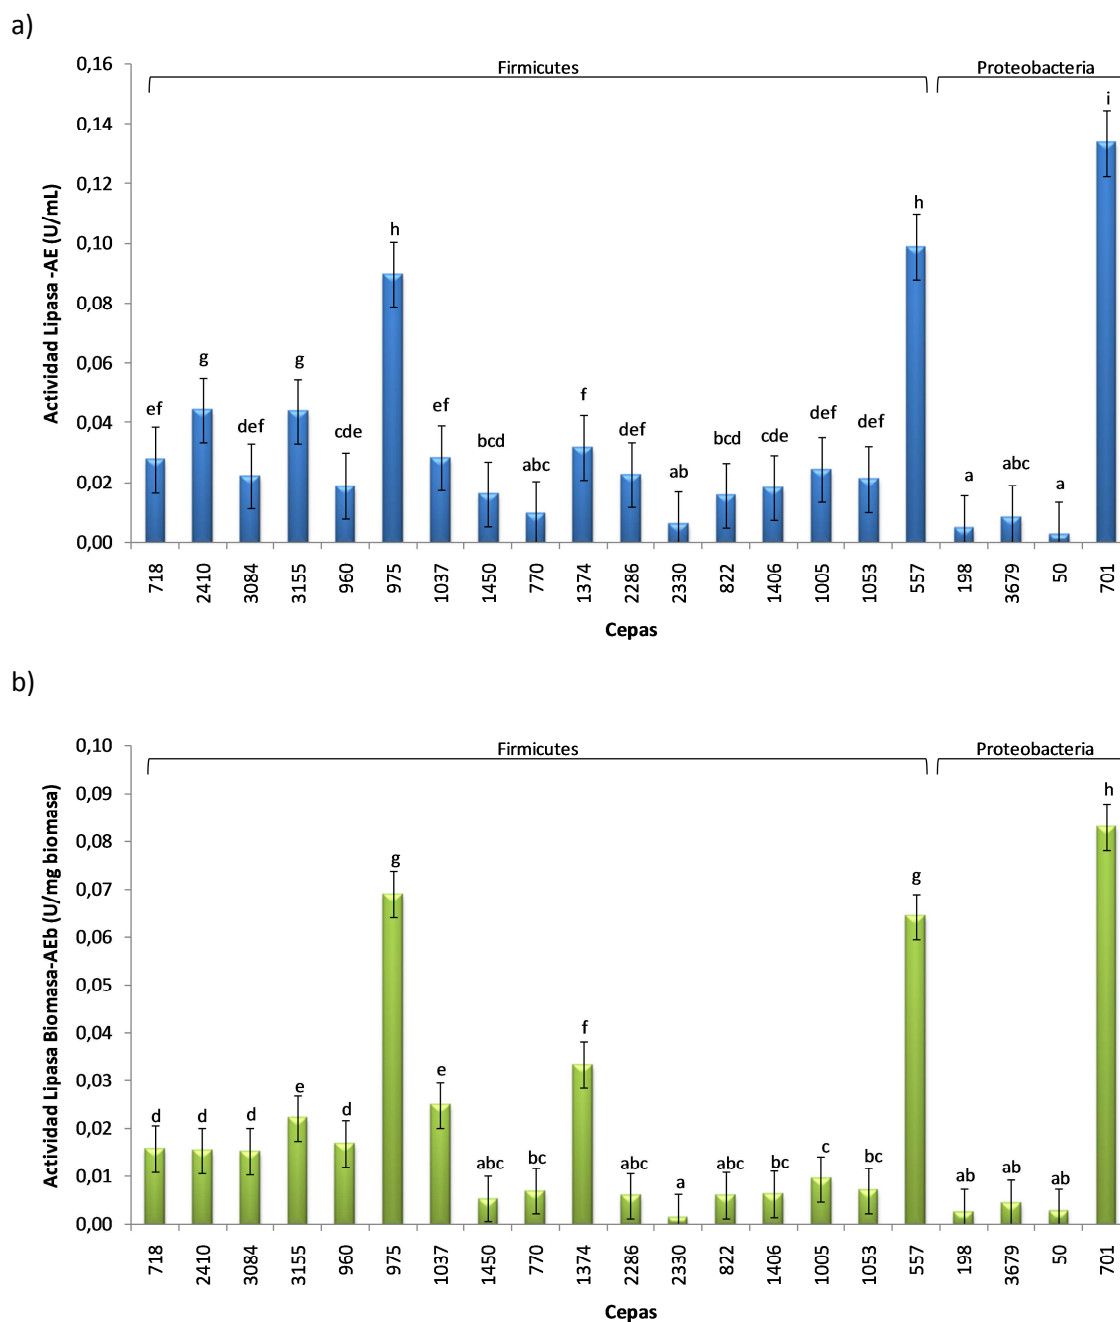 a)
Firmicutes
Proteobacteria
Actividad Lipasa -AE (U/mL)
0,16
0,14
0,12
0,10
0,08
0,06
0,04
0,02
0,00
ef g def g cde h ef bcd abc f def ab bcd cde def def h a abc a i
718 2410 3084 3155 960 975 1037 1450 770 1374 2286 2330 822 1406 1005 1053 557 198 3679 50 701
Cepas
b)
Firmicutes
Proteobacteria
Actividad Lipasa Biomasa-AEb (U/mg biomasa)
0,10
0,09
0,08
0,07
0,06
0,05
0,04
0,03
0,02
0,01
0,00
d d d e d g e abc bc f abc a abc bc c bc g ab ab ab h
718 2410 3084 3155 960 975 1037 1450 770 1374 2286 2330 822 1406 1005 1053 557 198 3679 50 701
Cepas